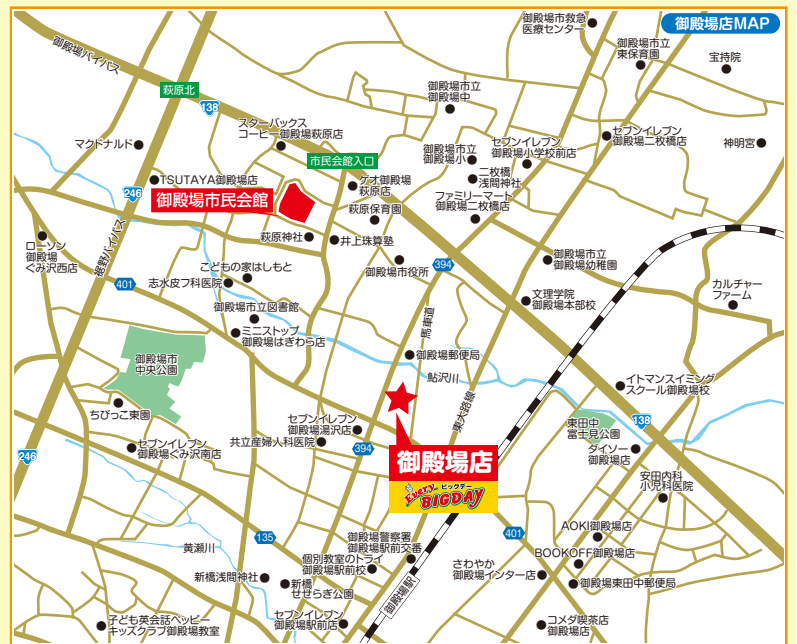 御殿場店MAP
御殿場市救急
医療センター
御殿場市立
東保育園
宝持院
御殿場バイパス
萩原北
138
御殿場市立
御殿場中
スターバックス
コーヒー御殿場萩原店
マクドナルド
市民会館入口
御殿場市立
御殿場小
セブンイレブン
御殿場小学校前店
セブンイレブン
御殿場二枚橋店
神明宮
TSUTAYA御殿場店
246
御殿場市民会館
ゲオ御殿場
萩原店
二枚橋
浅間神社
ファミリーマート
御殿場二枚橋店
萩原保育園
萩原神社
井上珠算塾
ローソン
御殿場
ぐみ沢西店
裾野バイパス
こどもの家はしもと
御殿場市役所
394
御殿場市立
御殿場幼稚園
401
志水皮フ科医院
文理学院
御殿場本部校
カルチャー
ファーム
御殿場市立図書館
馬車道
ミニストップ
御殿場はぎわら店
御殿場市
中央公園
御殿場郵便局
鮎沢川
イトマンスイミング
スクール御殿場校
ちびっこ東園
東大路線
138
セブンイレブン
御殿場湯沢店
東田中
富士見公園
共立産婦人科医院
セブンイレブン
御殿場ぐみ沢南店
394
246
ダイソー
御殿場店
御殿場店
安田内科
小児科医院
Every ビッグデー
BIGDAY
AOKI御殿場店
401
135
御殿場警察署
御殿場駅前交番
黄瀬川
個別教室のトライ
御殿場駅前校
BOOKOFF御殿場店
さわやか
御殿場インター店
新橋浅間神社
新橋
せせらぎ公園
御殿場東田中郵便局
御殿場駅
子ども英会話ペッピー
キッズクラブ御殿場教室
セブンイレブン
御殿場駅前店
コメダ喫茶店
御殿場店